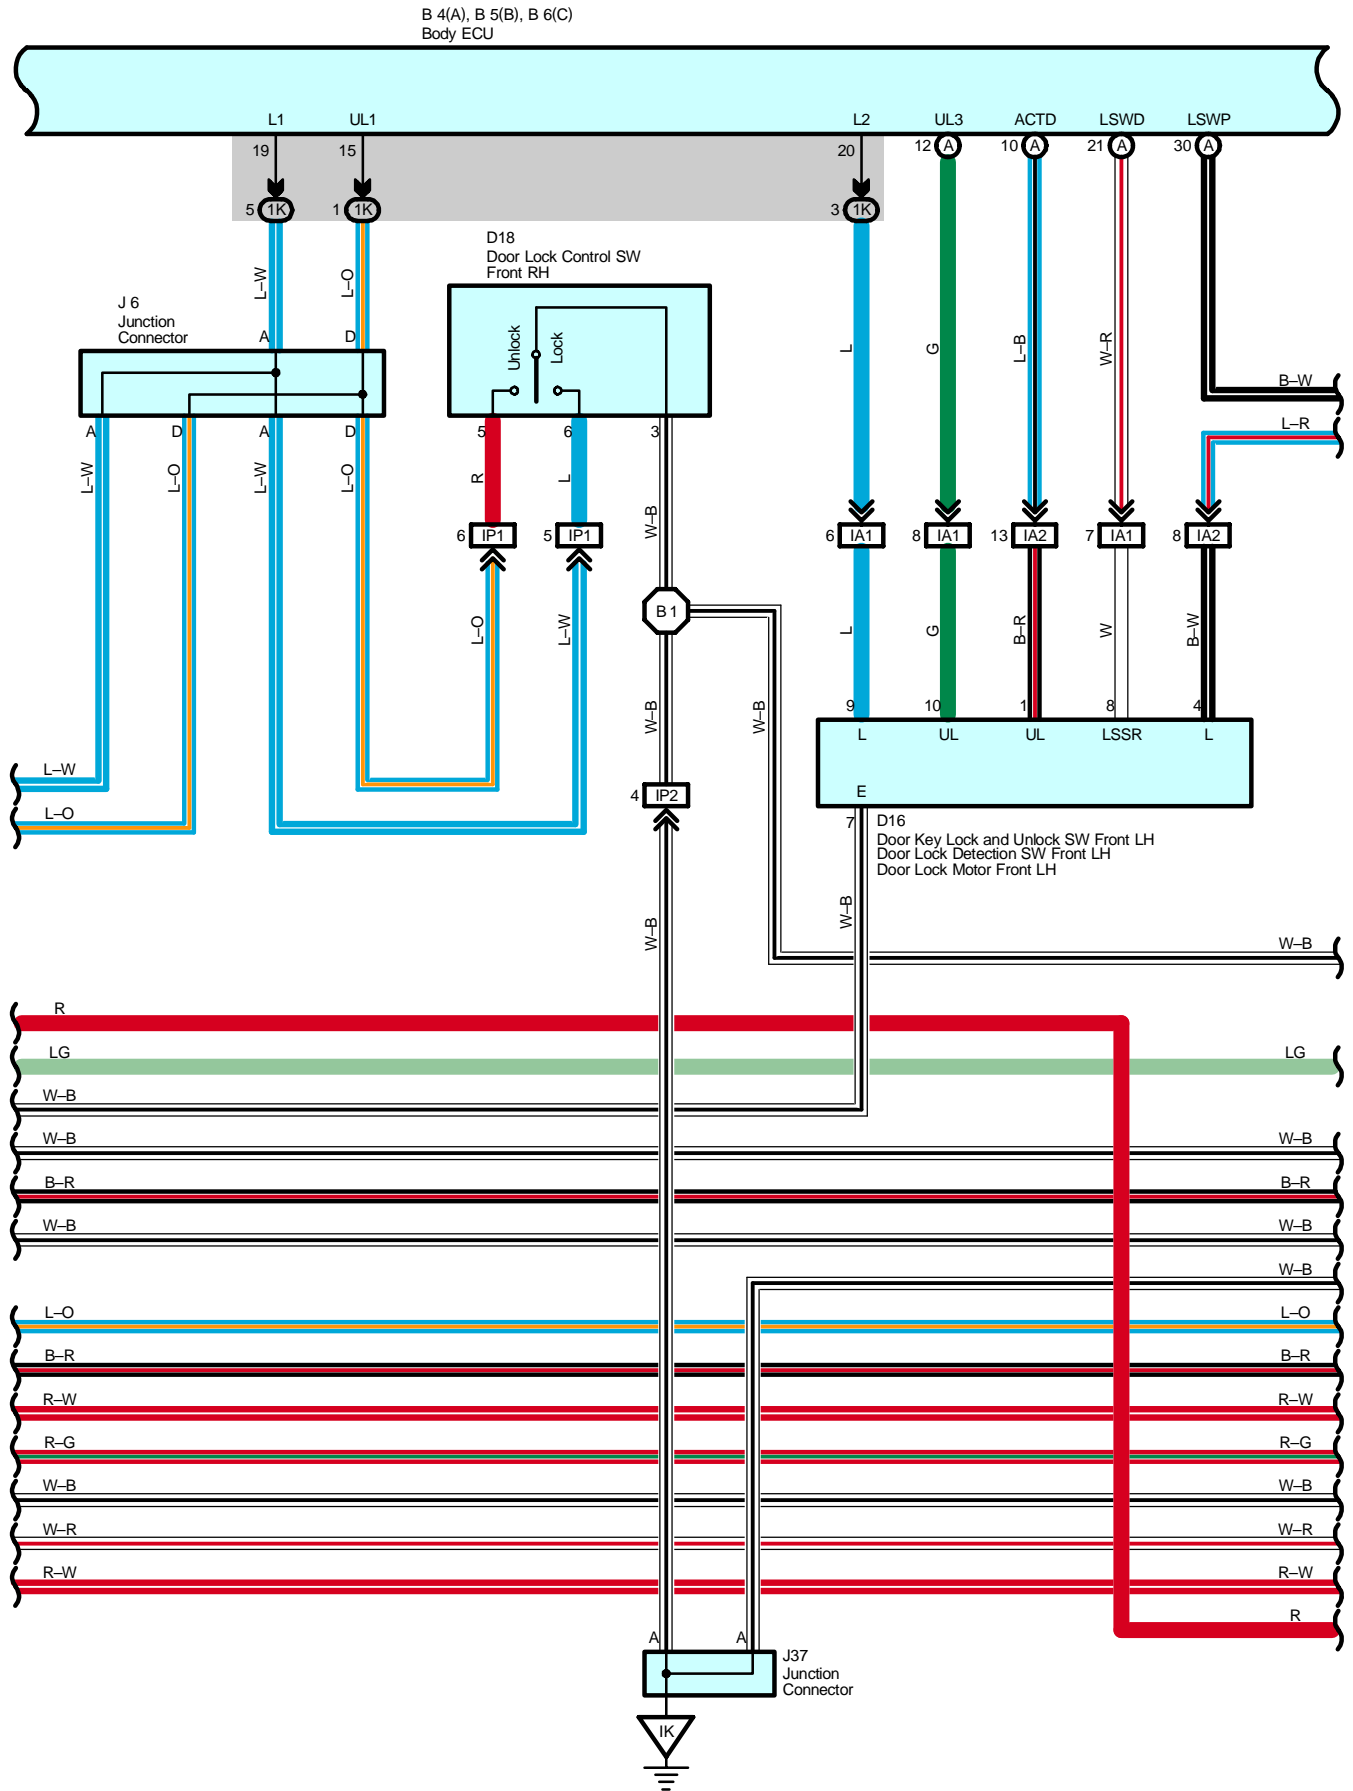 B 4(A), B 5(B), B 6(C)
Body ECU
L1 UL1 L2 UL3 ACTD LSWD LSWP
19 15 20 12 A 10 A 21 A 30 A
5 1K 1 1K 3 1K
D18
Door Lock Control SW
Front RH
L–W L–O
J 6
Junction
Connector
A D
Unlock Lock
L G L–B W–R
B–W
L–R
A D A D 5 6 3
L–W L–O L–W L–O R L W–B
6 IP1 5 IP1 6 IA1 8 IA1 13 IA2 7 IA1 8 IA2
B 1
L–O L–W L G B–R W B–W
W–B W–B
9 10 1 8 4
L UL UL LSSR L
L–W
4 IP2
E
L–O
7 D16
Door Key Lock and Unlock SW Front LH
Door Lock Detection SW Front LH
Door Lock Motor Front LH
W–B W–B
W–B
R
LG LG
W–B
W–B W–B
B–R B–R
W–B W–B
W–B
L–O L–O
B–R B–R
R–W R–W
R–G R–G
W–B W–B
W–R W–R
R–W R–W
R
A A
J37
Junction
Connector
IK